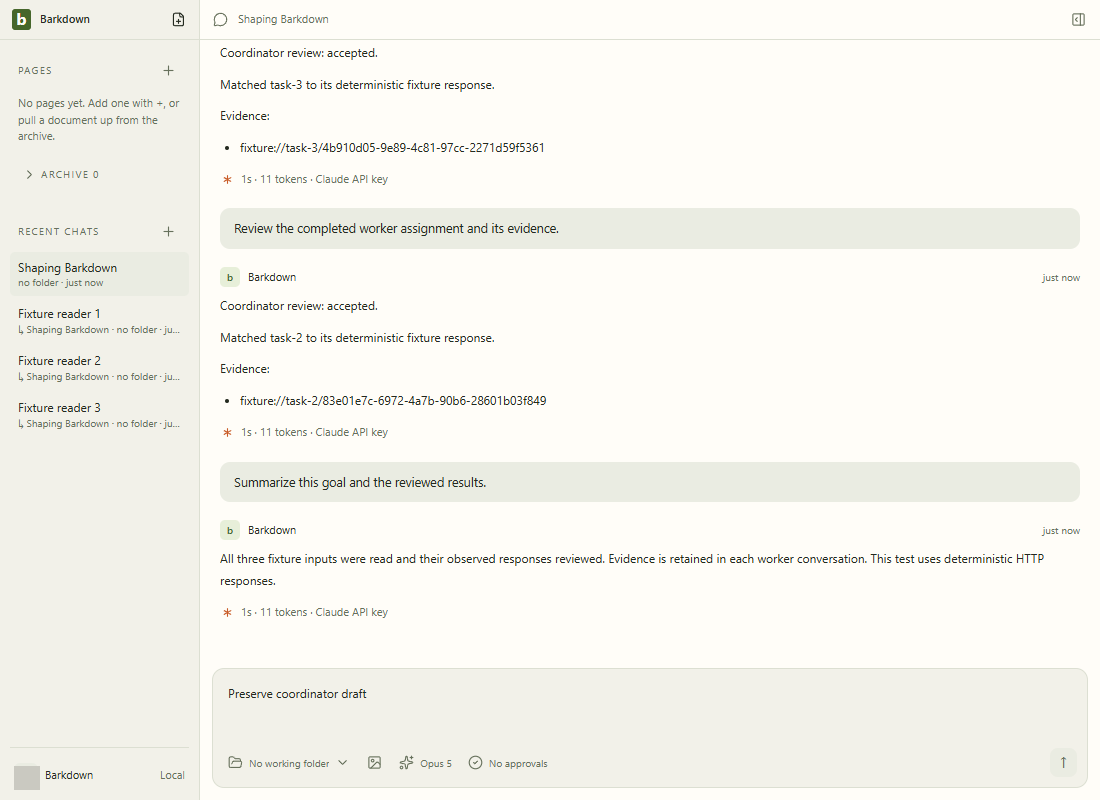 b Barkdown
Shaping Barkdown
PAGES
No pages yet. Add one with +, or
pull a document up from the
archive.
ARCHIVE 0
RECENT CHATS
Shaping Barkdown
no folder · just now
Fixture reader 1
↳ Shaping Barkdown · no folder · ju...
Fixture reader 2
↳ Shaping Barkdown · no folder · ju...
Fixture reader 3
↳ Shaping Barkdown · no folder · ju...
Barkdown Local
Coordinator review: accepted.
Matched task-3 to its deterministic fixture response.
Evidence:
• fixture://task-3/4b910d05-9e89-4c81-97cc-2271d59f5361
1s · 11 tokens · Claude API key
Review the completed worker assignment and its evidence.
b Barkdown just now
Coordinator review: accepted.
Matched task-2 to its deterministic fixture response.
Evidence:
• fixture://task-2/83e01e7c-6972-4a7b-90b6-28601b03f849
1s · 11 tokens · Claude API key
Summarize this goal and the reviewed results.
b Barkdown just now
All three fixture inputs were read and their observed responses reviewed. Evidence is retained in each worker conversation. This test uses deterministic HTTP
responses.
1s · 11 tokens · Claude API key
Preserve coordinator draft
No working folder Opus 5 No approvals